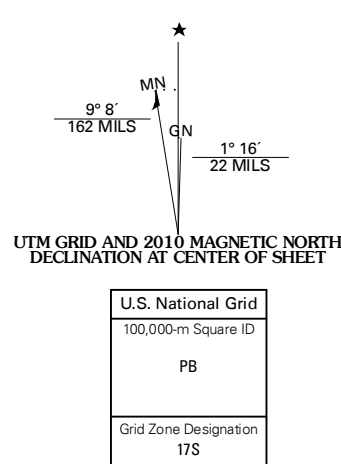 ★
MN
GN
9° 8´
162 MILS
1° 16´
22 MILS
UTM GRID AND 2010 MAGNETIC NORTH
DECLINATION AT CENTER OF SHEET
U.S. National Grid
100,000-m Square ID
PB
Grid Zone Designation
17S